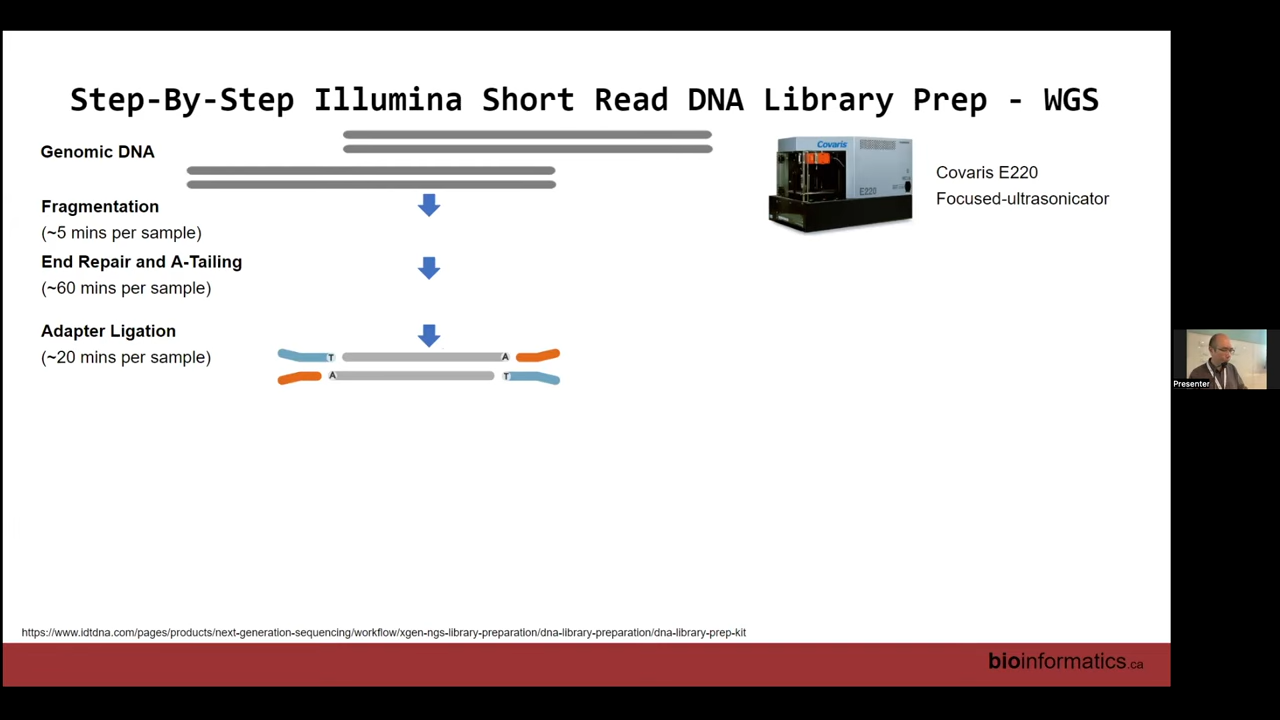 Step-By-Step Illumina Short Read DNA Library Prep - WGS
Genomic DNA
Covaris
E220
Covaris E220
Focused-ultrasonicator
Fragmentation
(~5 mins per sample)
End Repair and A-Tailing
(~60 mins per sample)
Adapter Ligation
(~20 mins per sample)
T A
A T
Presenter
https://www.idtdna.com/pages/products/next-generation-sequencing/workflow/xgen-ngs-library-preparation/dna-library-preparation/dna-library-prep-kit
bioinformatics.ca